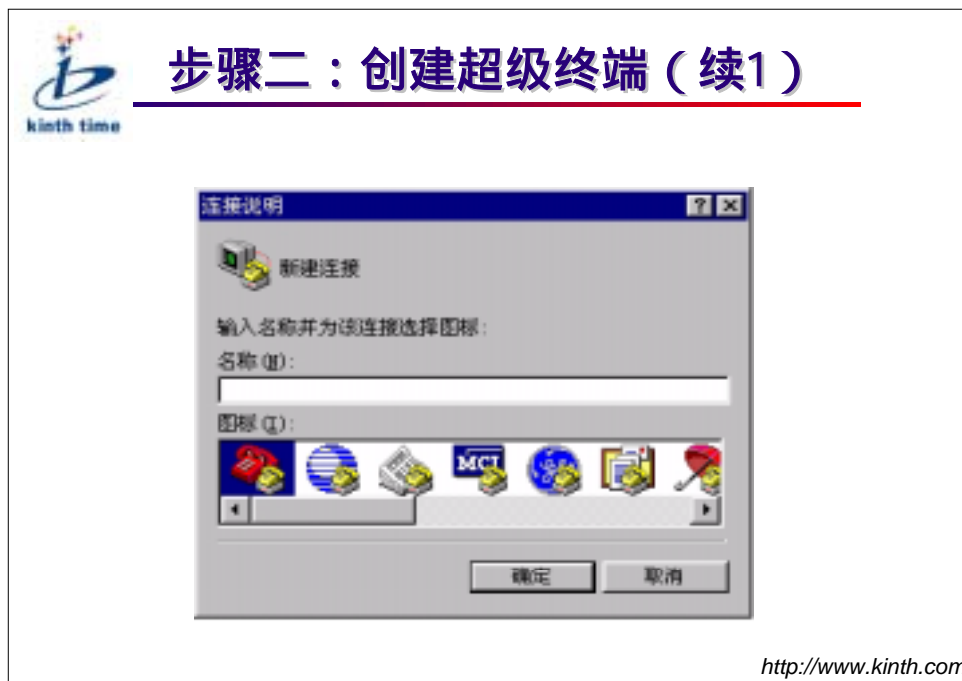 步骤二：创建超级终端（续1）
kinth time
连接说明
新建连接
输入名称并为该连接选择图标：
名称(N)：
图标(I)：
MCI
确定
取消
http://www.kinth.com